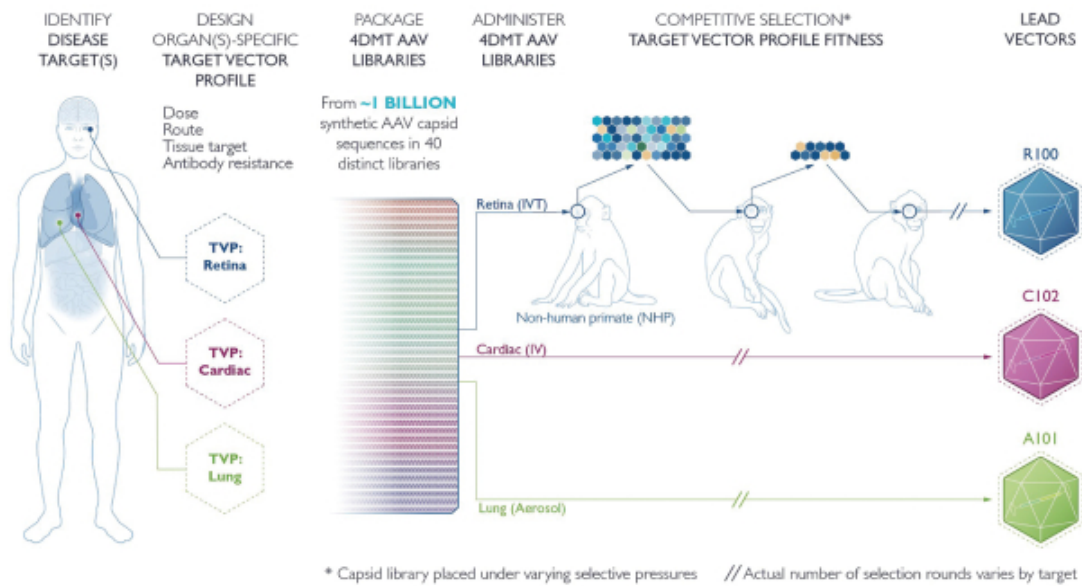 IDENTIFY
DISEASE
TARGET(S)
DESIGN
ORGAN(S)-SPECIFIC
TARGET VECTOR
PROFILE
PACKAGE
4DMT AAV
LIBRARIES
ADMINISTER
4DMT AAV
LIBRARIES
COMPETITIVE SELECTION*
TARGET VECTOR PROFILE FITNESS
LEAD
VECTORS
Dose
Route
Tissue target
Antibody resistance
From ~1 BILLION
synthetic AAV capsid
sequences in 40
distinct libraries
TVP:
Retina
TVP:
Cardiac
TVP:
Lung
Retina (IVT)
Non-human primate (NHP)
Cardiac (IV)
//
Lung (Aerosol)
//
//
R100
C102
A101
* Capsid library placed under varying selective pressures
// Actual number of selection rounds varies by target